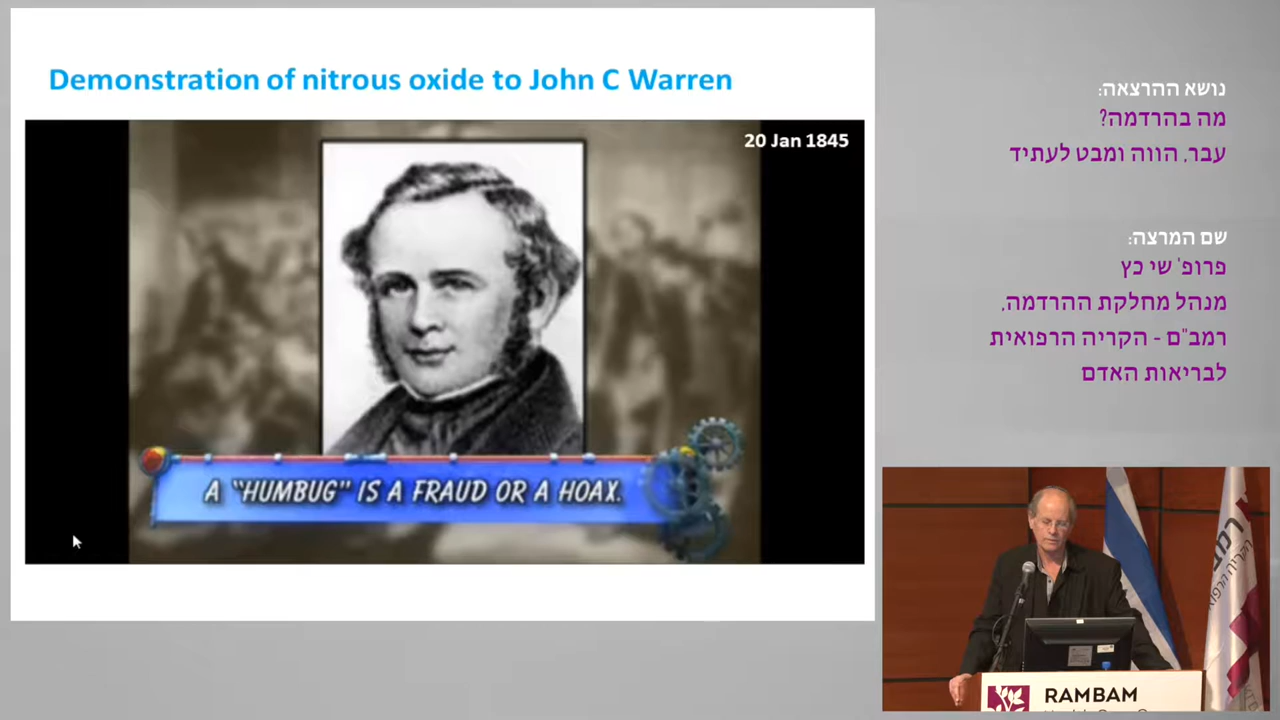 Demonstration of nitrous oxide to John C Warren
20 Jan 1845
A “HUMBUG” IS A FRAUD OR A HOAX.
נושא ההרצאה:
מה בהרדמה?
עבר, הווה ומבט לעתיד
שם המרצה:
פרופ' שי כץ
מנהל מחלקת ההרדמה,
רמב"ם - הקריה הרפואית
לבריאות האדם
RAMBAM